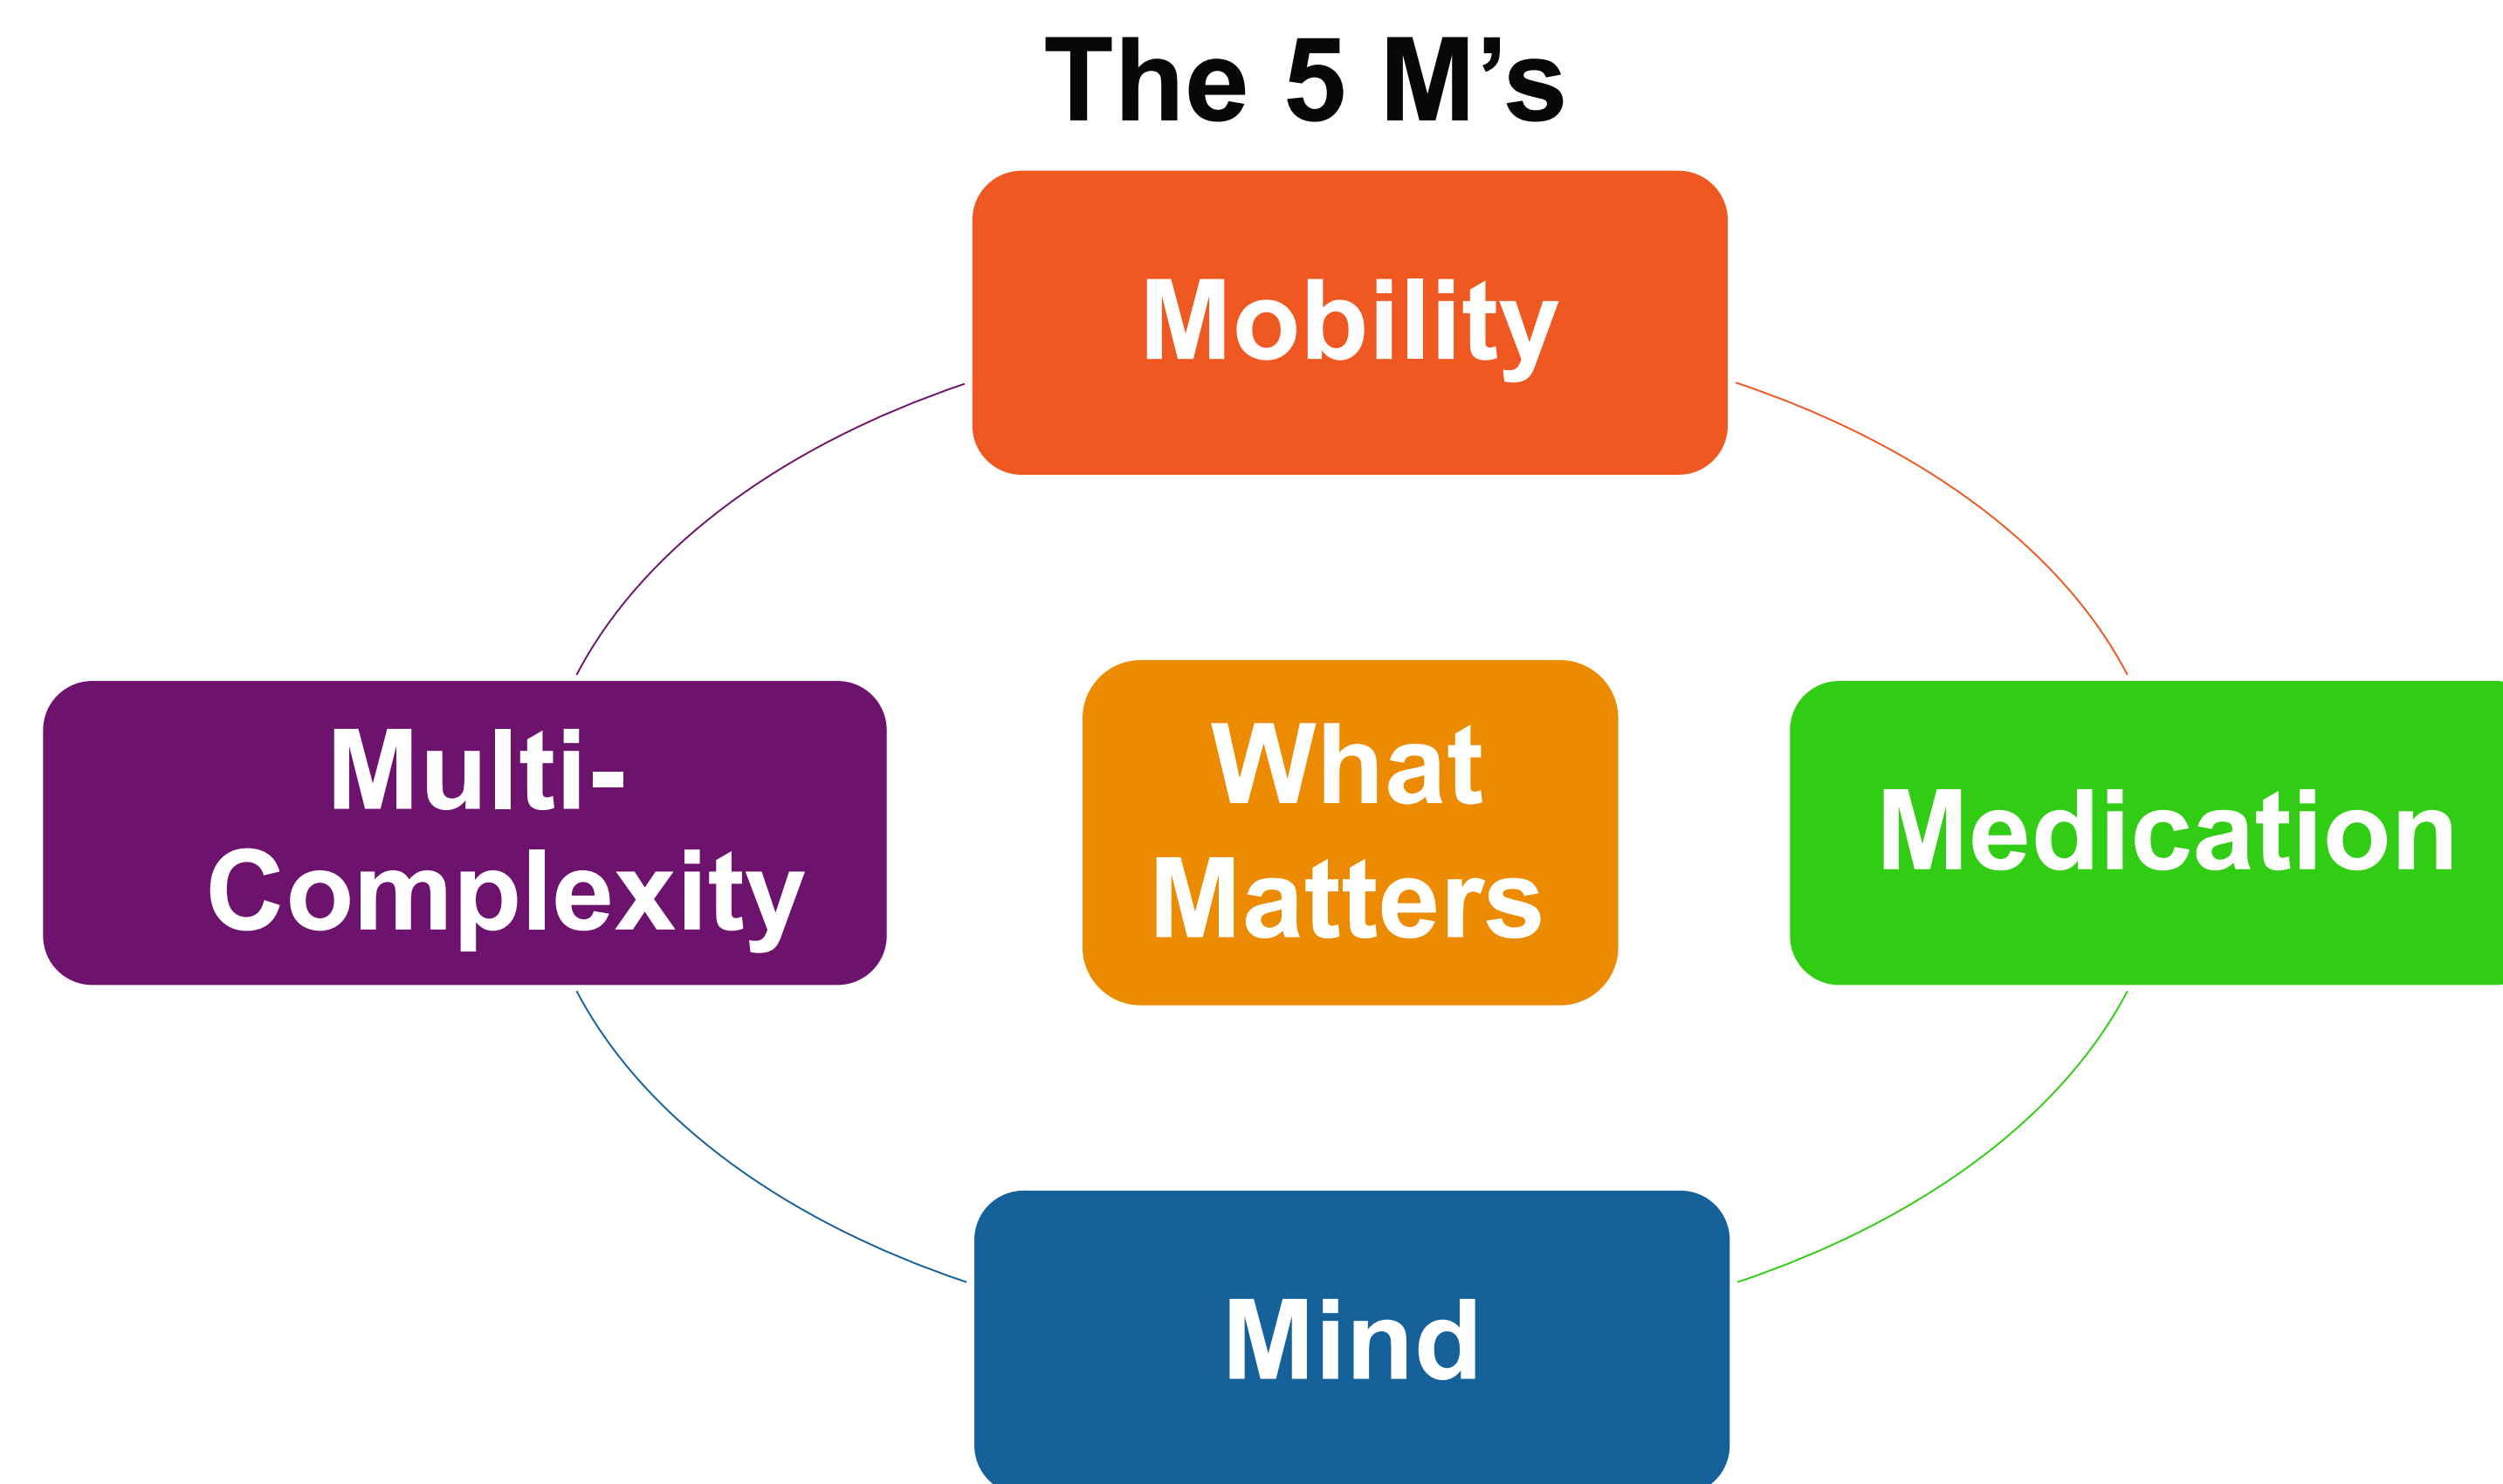 The 5 M’s
Mobility
Multi-
Complexity
What
Matters
Medication
Mind